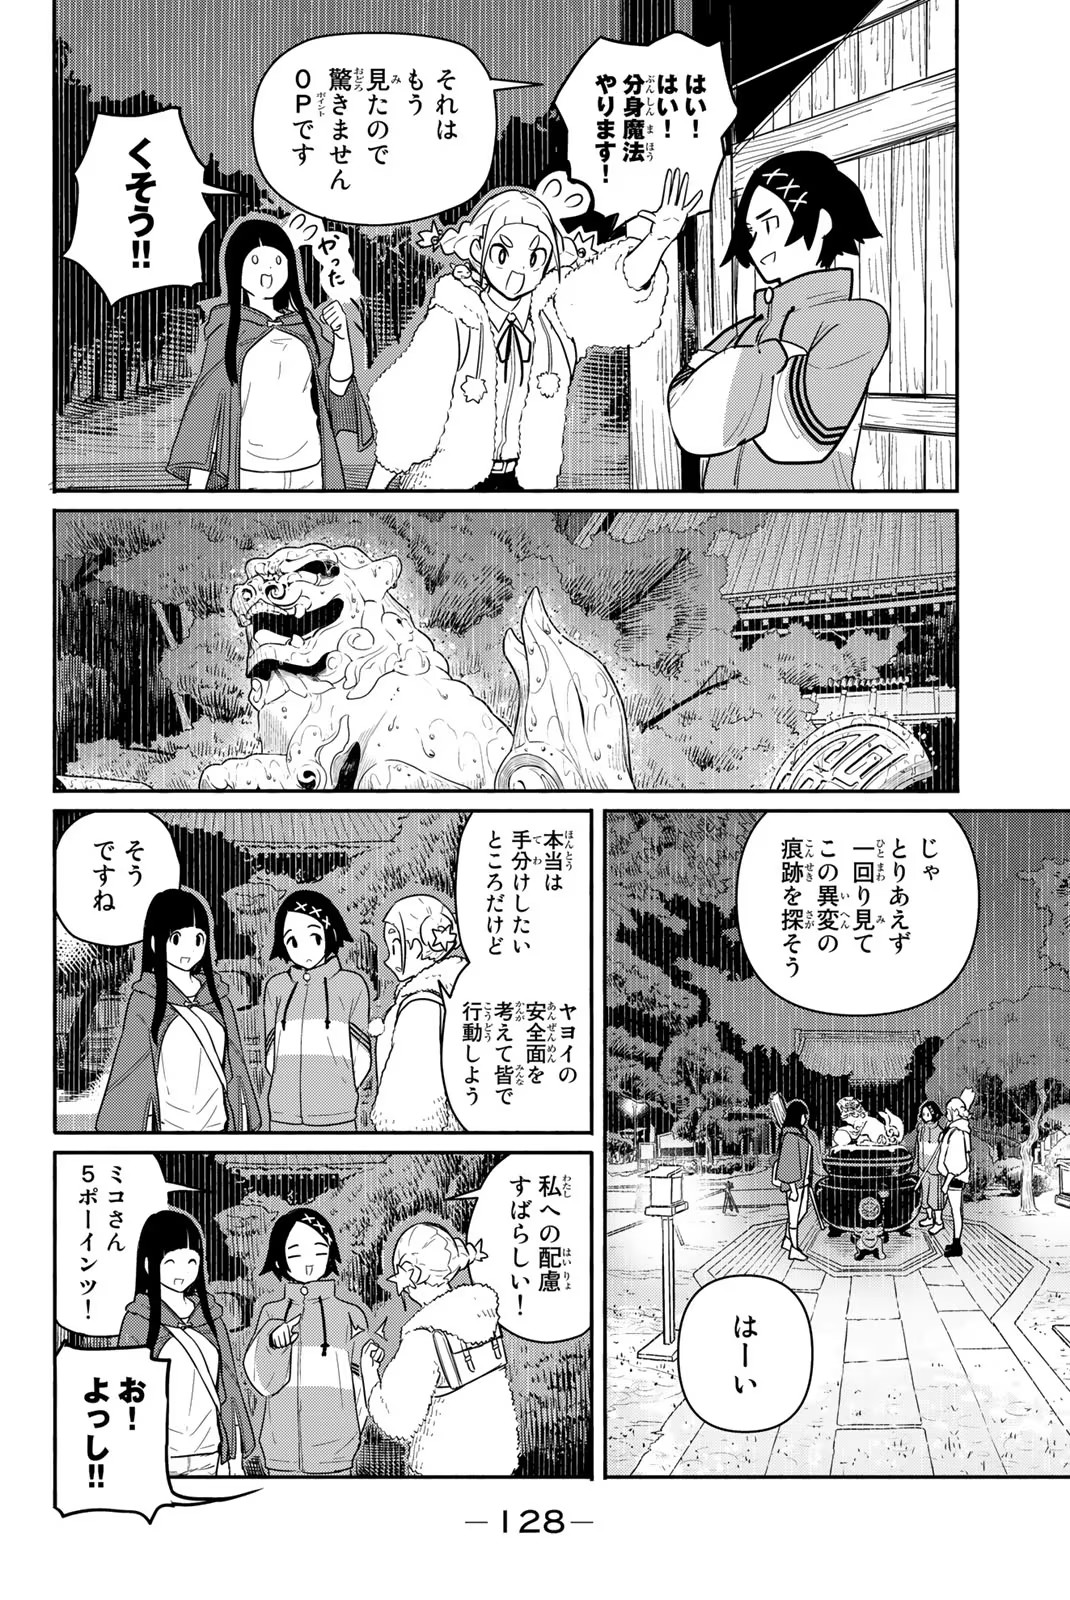 はい!
はい!
分身魔法
やります!
それは
もう
見たので
驚きません
0Pです
かった
くそう!!
じゃ
とりあえず
一回り見て
この異変の
痕跡を探そう
はーい
本当は
手分けしたい
ところだけど
ヤヨイの
安全面を
考えて皆で
行動しよう
そう
ですね
私への配慮
すばらしい!
ミコさん
5ポーインツ!
お!
よっし!!
—128—